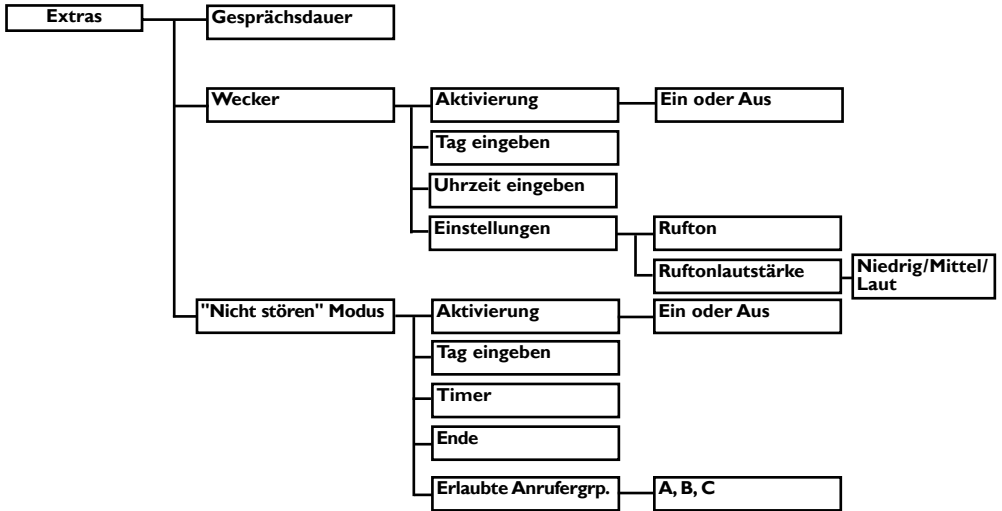 Extras
Gesprächsdauer
Wecker
Aktivierung
Ein oder Aus
Tag eingeben
Uhrzeit eingeben
Einstellungen
Rufton
Ruftonlautstärke
Niedrig/Mittel/
Laut
"Nicht stören" Modus
Aktivierung
Ein oder Aus
Tag eingeben
Timer
Ende
Erlaubte Anrufergrp.
A, B, C